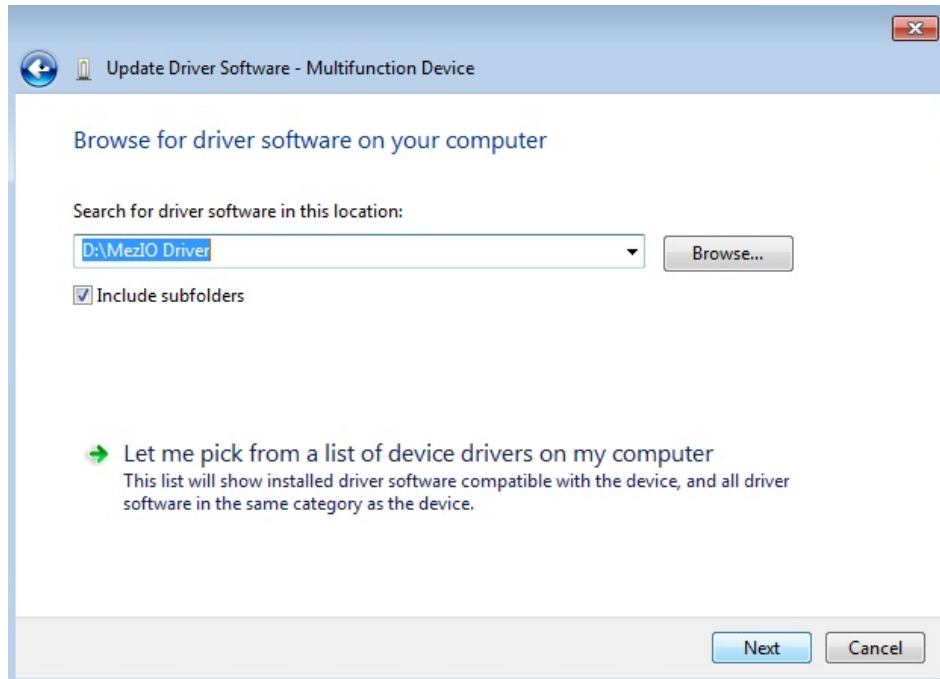 Update Driver Software - Multifunction Device
Browse for driver software on your computer
Search for driver software in this location:
D:\MezIO Driver
Browse...
Include subfolders
Let me pick from a list of device drivers on my computer
This list will show installed driver software compatible with the device, and all driver
software in the same category as the device.
Next
Cancel